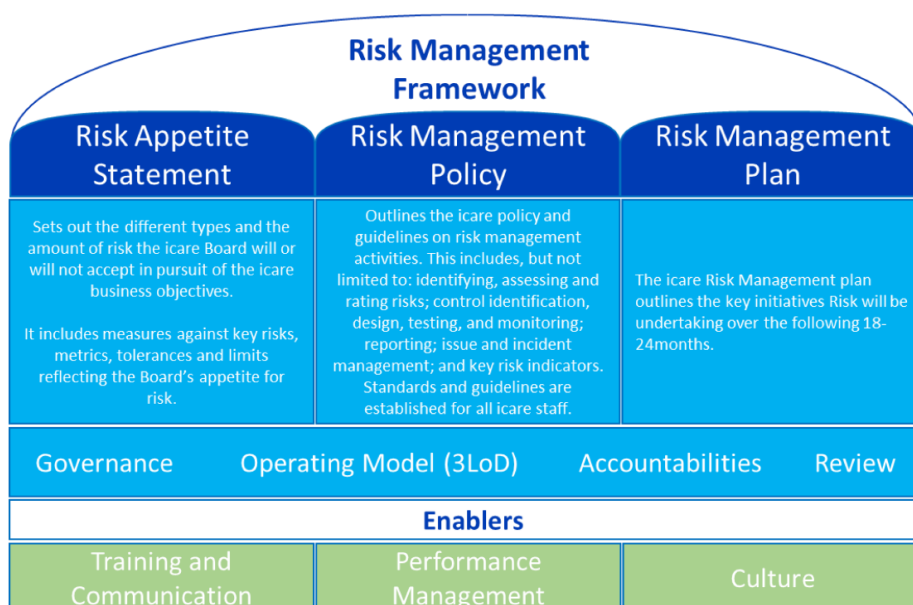 Risk Management
Framework
Risk Appetite
Statement
Risk Management
Policy
Risk Management
Plan
Sets out the different types and the
amount of risk the icare Board will or
will not accept in pursuit of the icare
business objectives.
It includes measures against key risks,
metrics, tolerances and limits
reflecting the Board's appetite for
risk.
Outlines the icare policy and
guidelines on risk management
activities. This includes, but not
limited to: identifying, assessing and
rating risks; control identification,
design, testing, and monitoring;
reporting; issue and incident
management; and key risk indicators.
Standards and guidelines are
established for all icare staff.
The icare Risk Management plan
outlines the key initiatives Risk will be
undertaking over the following 18-
24months.
Governance Operating Model (3LoD) Accountabilities Review
Enablers
Training and
Communication
Performance
Management
Culture